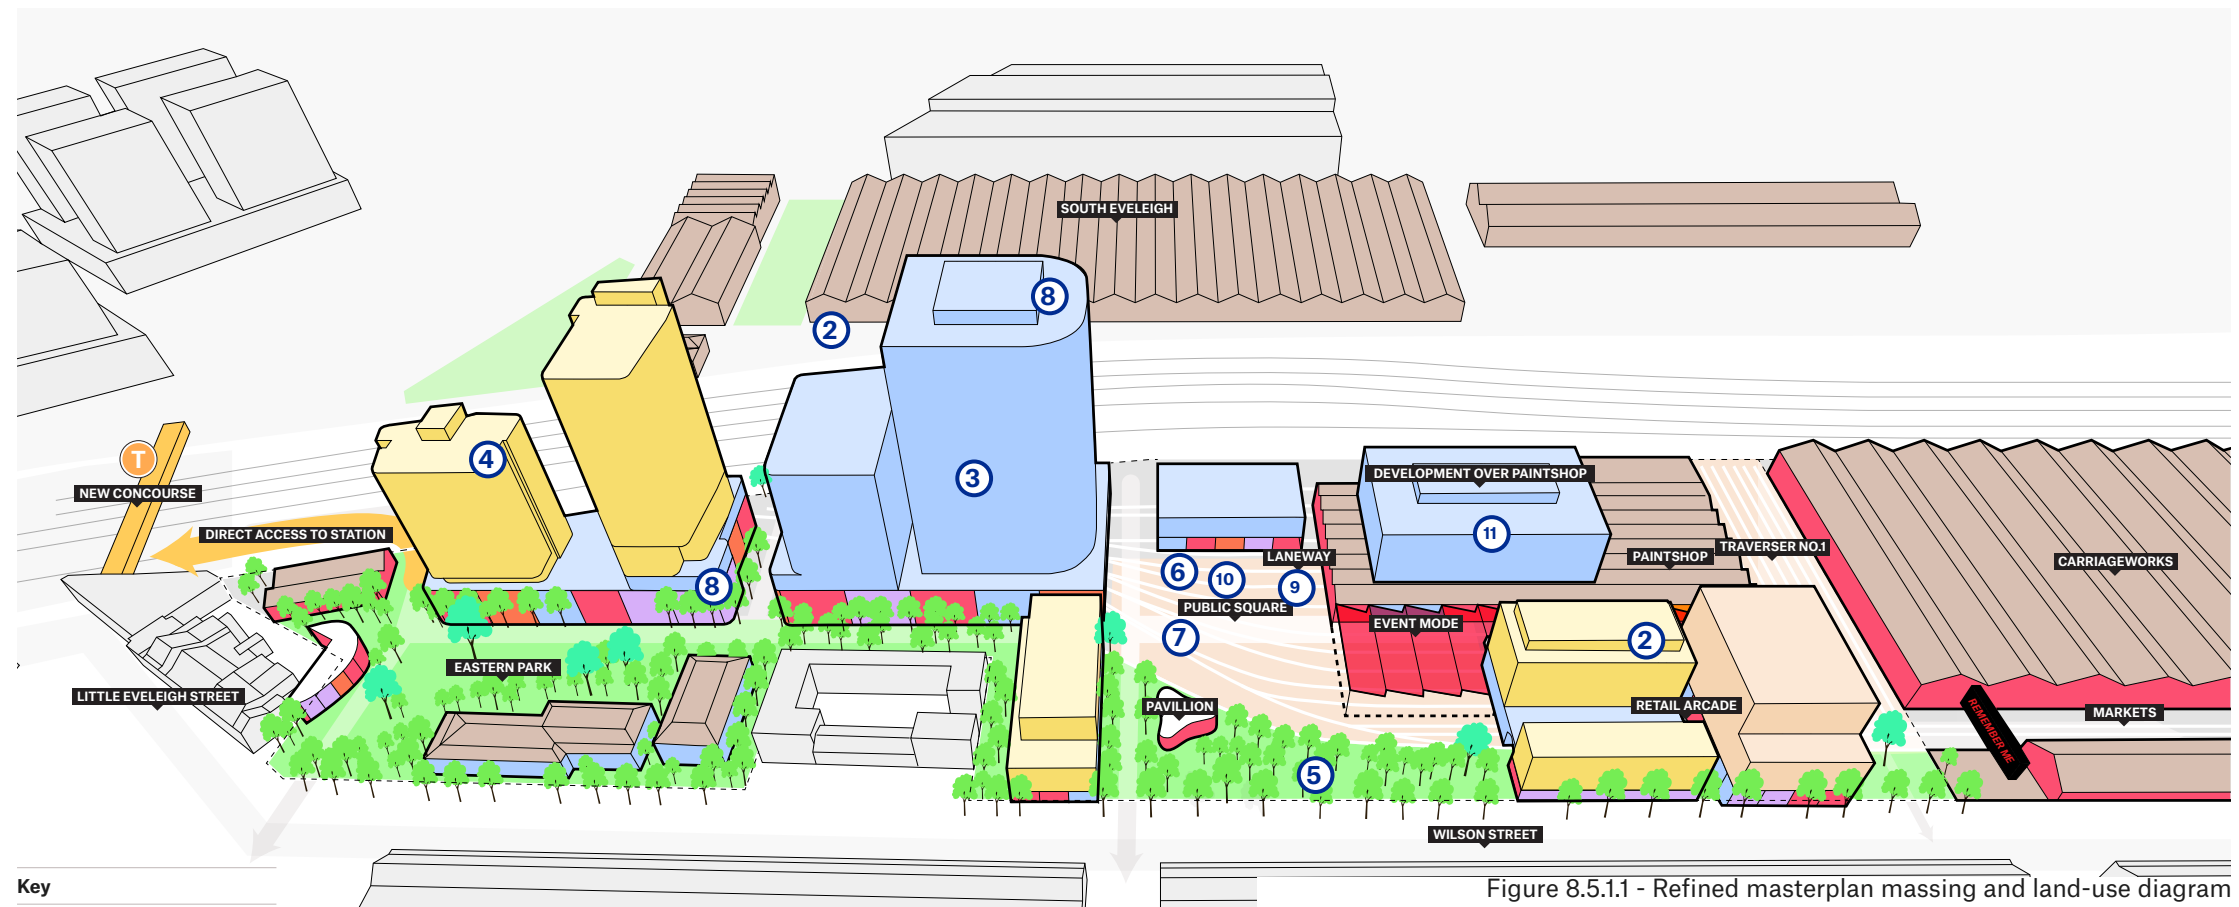 SOUTH EVELEIGH
8
2
T
4
3
NEW CONCOURSE
DIRECT ACCESS TO STATION
DEVELOPMENT OVER PAINTSHOP
11
LANEWAY
PAINTSHOP
TRAVERSER NO.1
CARRIAGEWORKS
8
6
10
9
PUBLIC SQUARE
7
EVENT MODE
2
EASTERN PARK
LITTLE EVELEIGH STREET
PAVILLION
RETAIL ARCADE
REMEMBER ME
MARKETS
5
WILSON STREET
Key
Figure 8.5.1.1 - Refined masterplan massing and land-use diagram